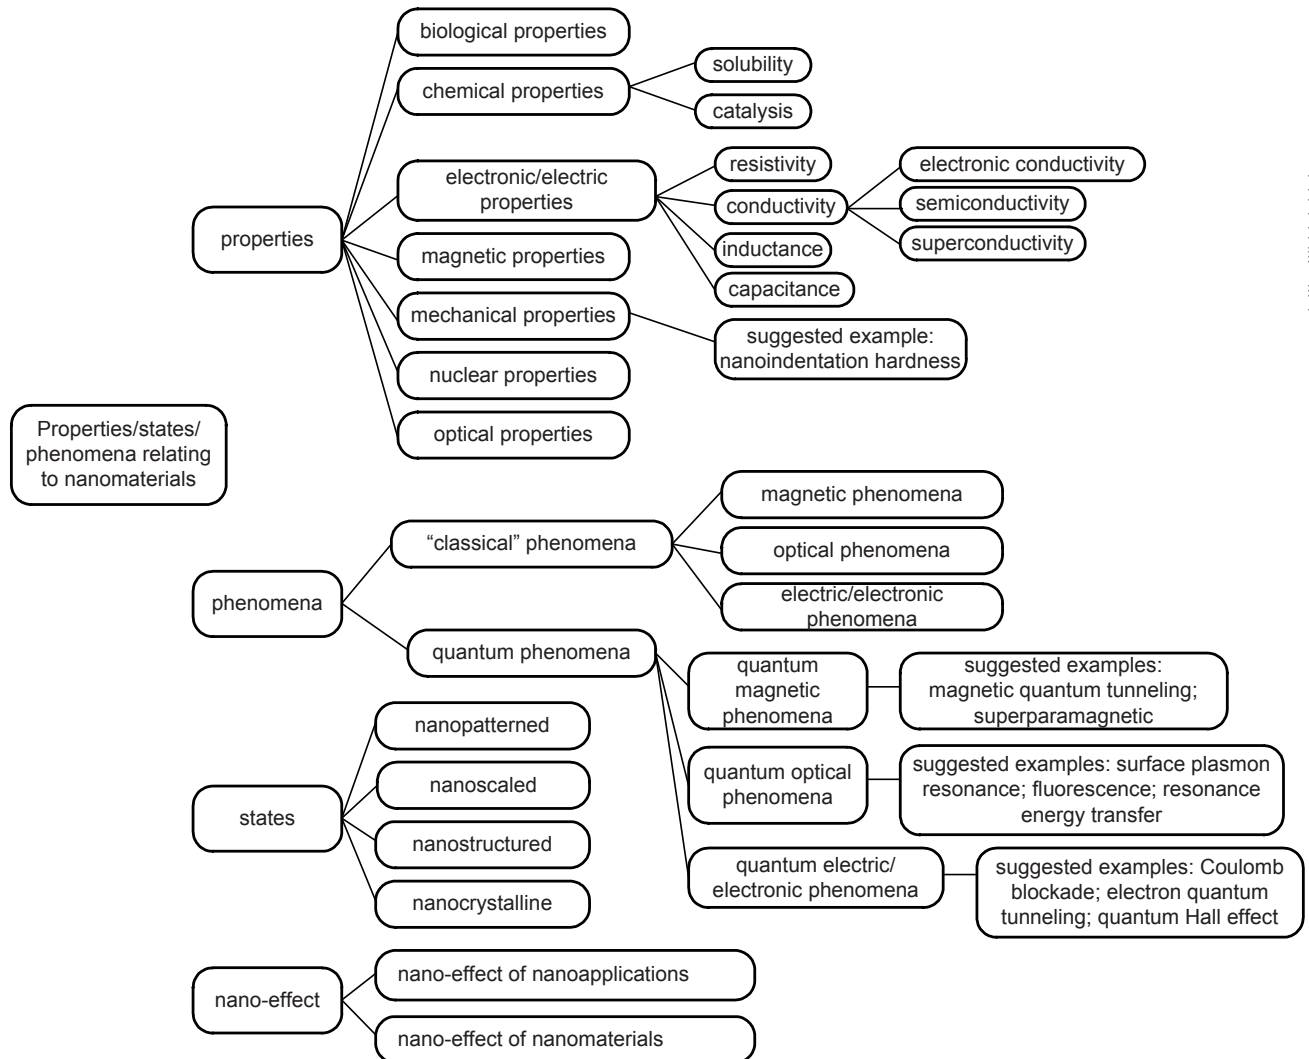 biological properties
chemical properties
solubility
catalysis
electronic/electric
properties
resistivity
conductivity
inductance
capacitance
electronic conductivity
semiconductivity
superconductivity
properties
magnetic properties
mechanical properties
suggested example:
nanoindentation hardness
nuclear properties
optical properties
Properties/states/
phenomena relating
to nanomaterials
phenomena
“classical” phenomena
magnetic phenomena
optical phenomena
electric/electronic
phenomena
quantum phenomena
quantum
magnetic
phenomena
suggested examples:
magnetic quantum tunneling;
superparamagnetic
quantum optical
phenomena
suggested examples: surface plasmon
resonance; fluorescence; resonance
energy transfer
quantum electric/
electronic phenomena
suggested examples: Coulomb
blockade; electron quantum
tunneling; quantum Hall effect
states
nanopatterned
nanoscaled
nanostructured
nanocrystalline
nano-effect
nano-effect of nanoapplications
nano-effect of nanomaterials